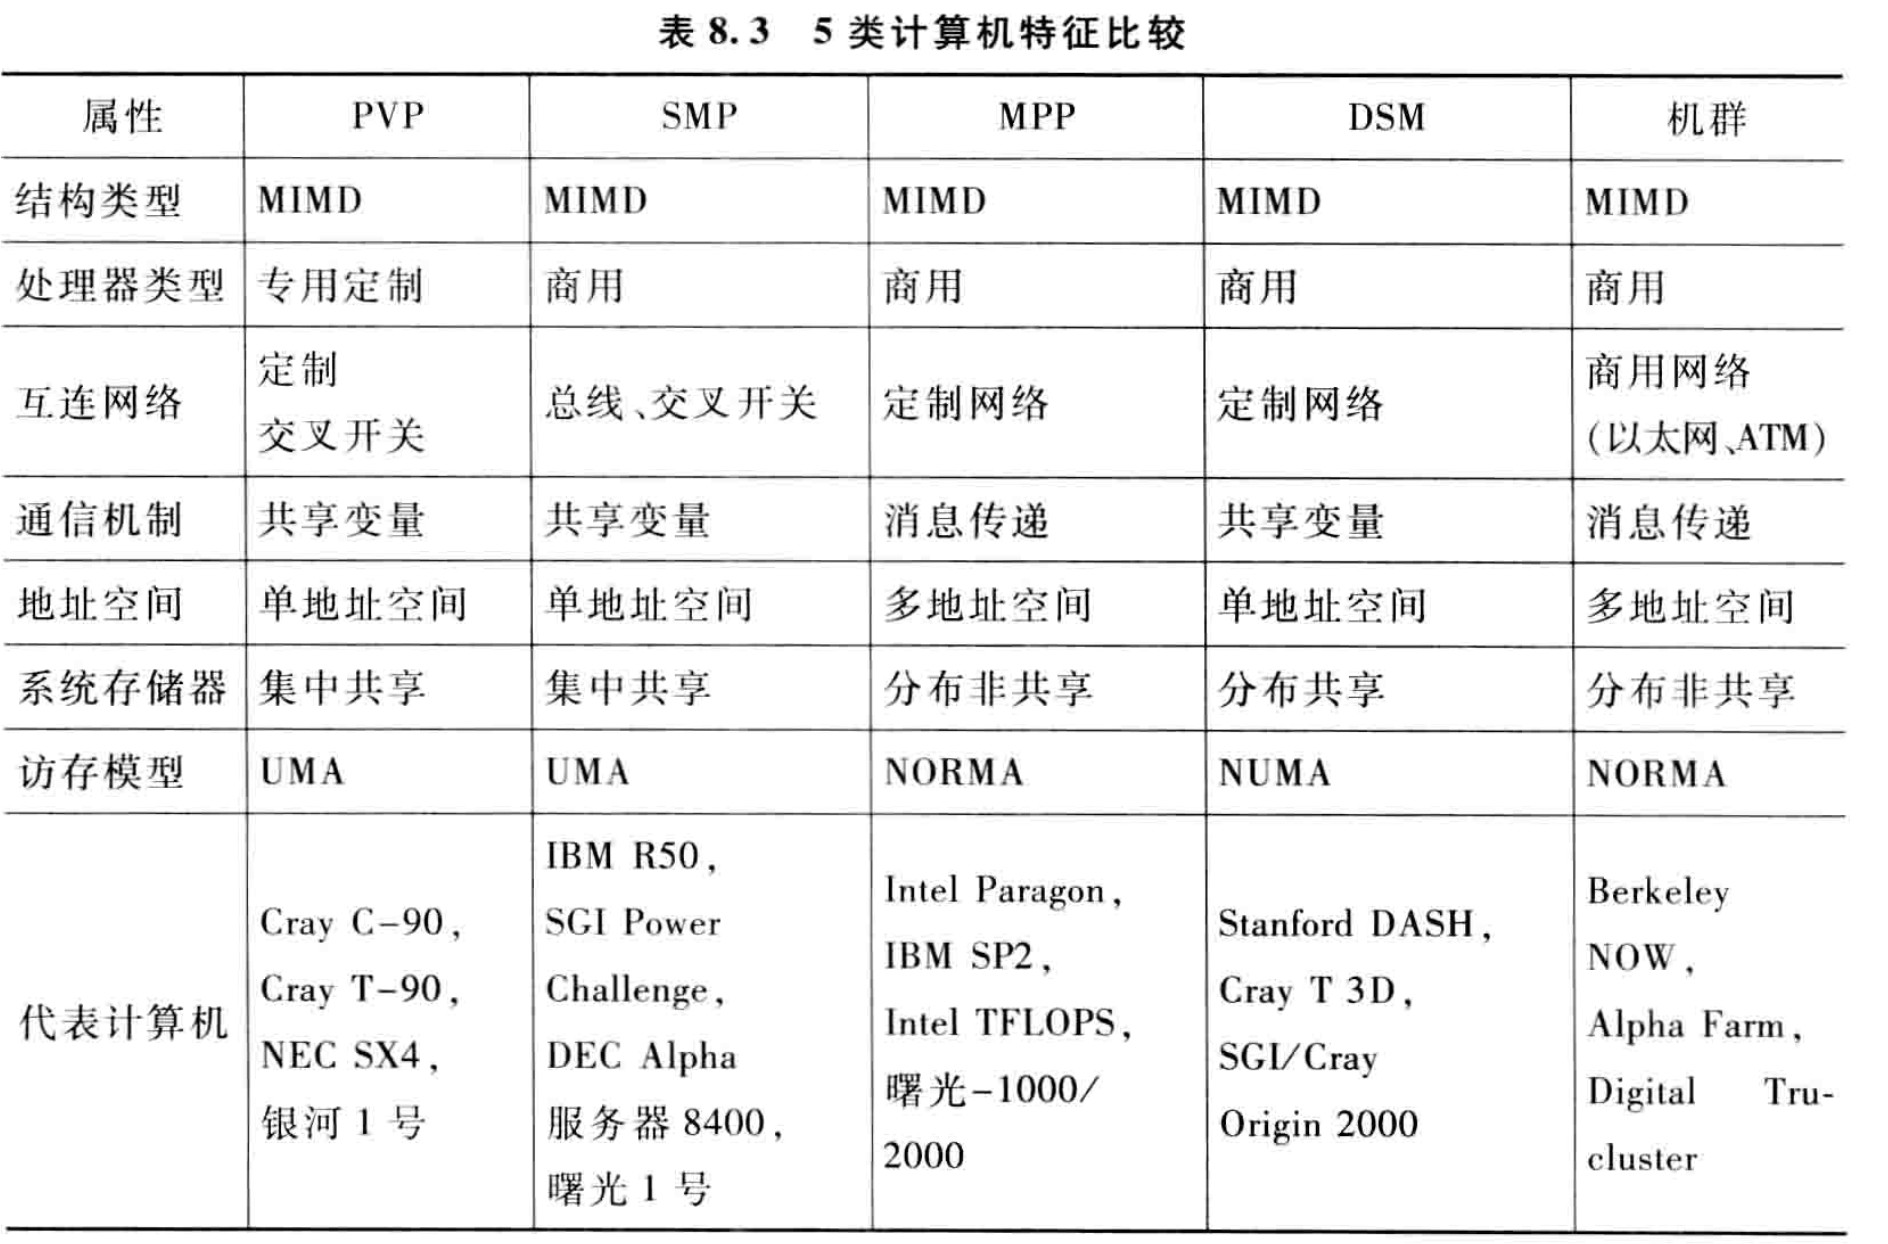 表 8.3 5 类计算机特征比较
属性 PVP SMP MPP DSM 机群
结构类型 MIMD MIMD MIMD MIMD MIMD
处理器类型 专用定制 商用 商用 商用 商用
互连网络
定制
交叉开关
总线、交叉开关
定制网络
定制网络
商用网络
(以太网、ATM)
通信机制 共享变量 共享变量 消息传递 共享变量 消息传递
地址空间 单地址空间 单地址空间 多地址空间 单地址空间 多地址空间
系统存储器 集中共享 集中共享 分布非共享 分布共享 分布非共享
访存模型 UMA UMA NORMA NUMA NORMA
代表计算机
Cray C-90,
Cray T-90,
NEC SX4,
银河 1 号
IBM R50,
SGI Power
Challenge,
DEC Alpha
服务器 8400,
曙光 1 号
Intel Paragon,
IBM SP2,
Intel TFLOPS,
曙光-1000/
2000
Stanford DASH,
Cray T 3D,
SGI/Cray
Origin 2000
Berkeley
NOW,
Alpha Farm,
Digital Tru-
cluster